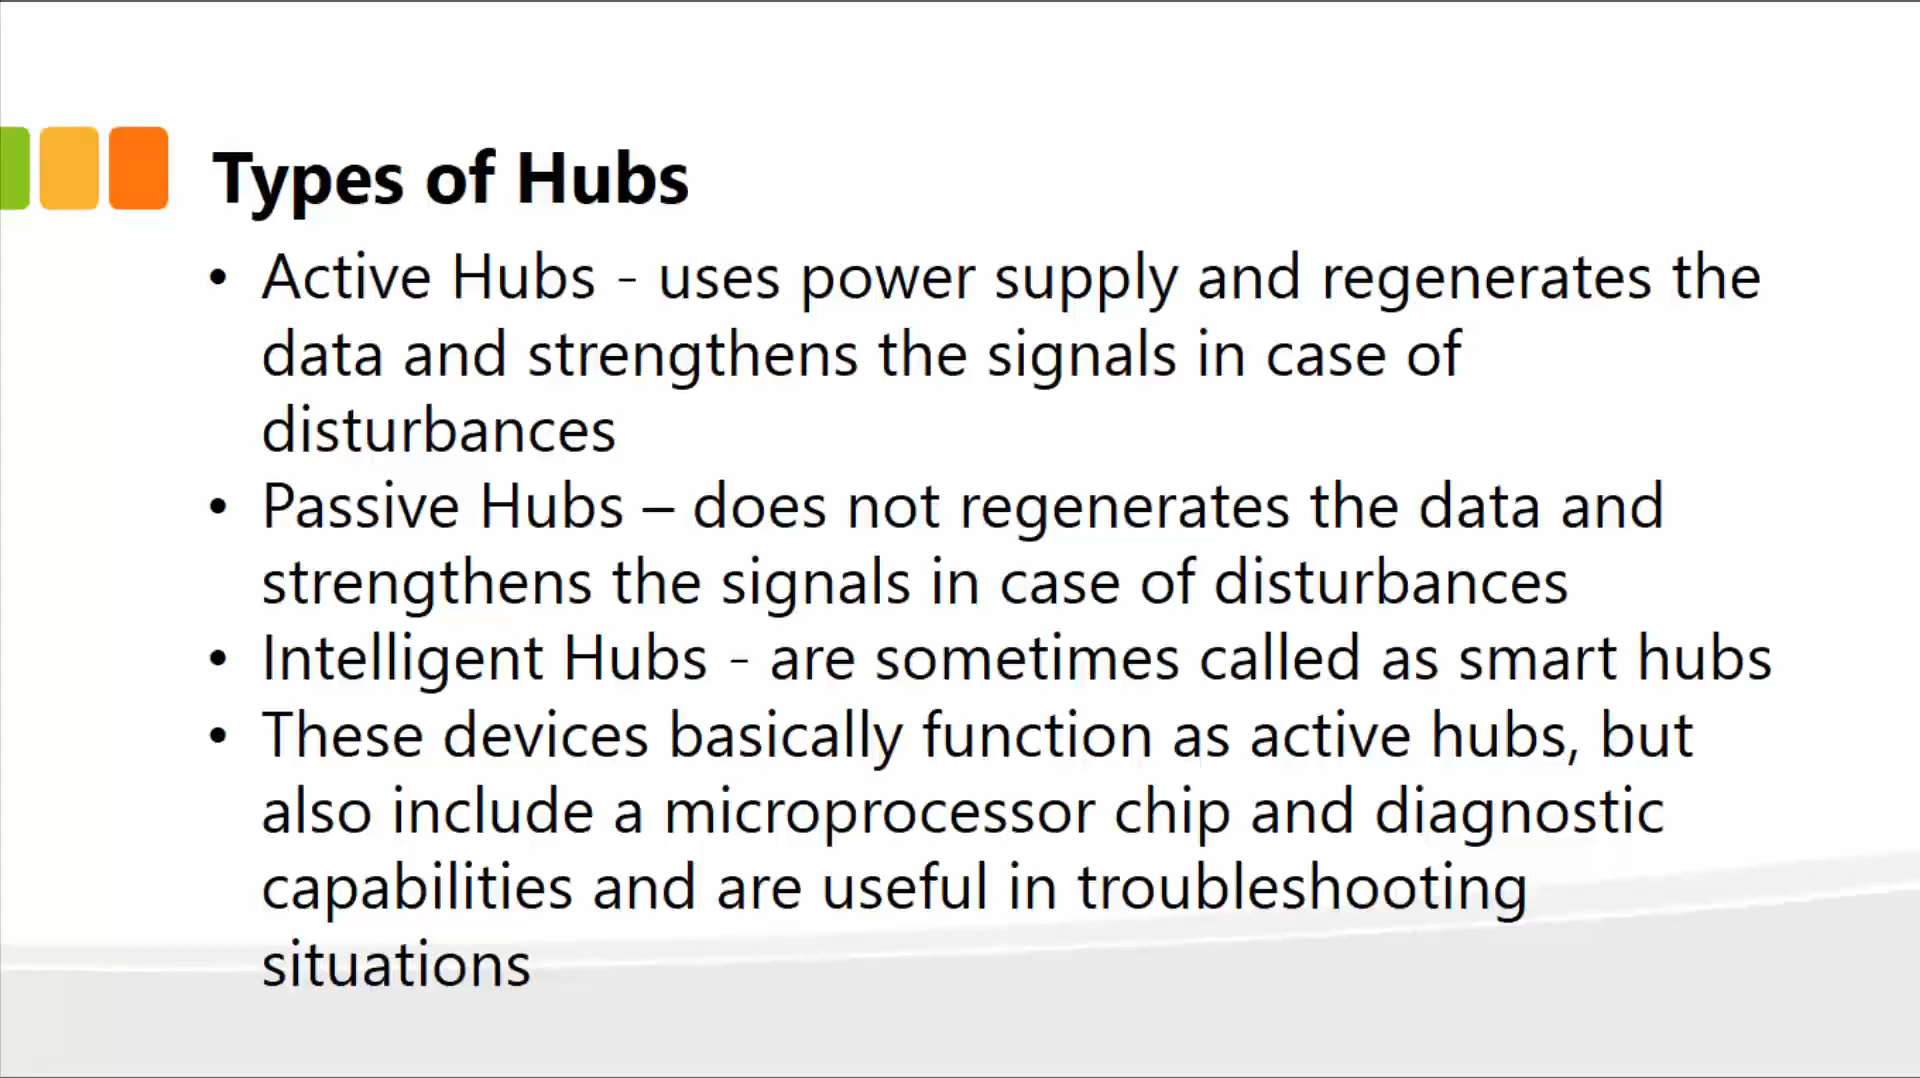 Types of Hubs
• Active Hubs - uses power supply and regenerates the
data and strengthens the signals in case of
disturbances
• Passive Hubs – does not regenerates the data and
strengthens the signals in case of disturbances
• Intelligent Hubs - are sometimes called as smart hubs
• These devices basically function as active hubs, but
also include a microprocessor chip and diagnostic
capabilities and are useful in troubleshooting
situations